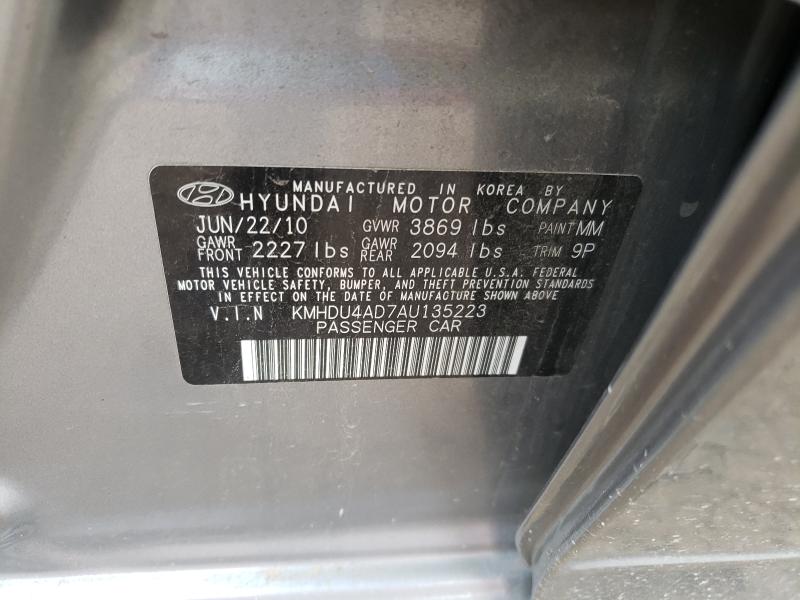 MANUFACTURED IN KOREA BY
HYUNDAI MOTOR COMPANY
JUN/22/10 GVWR 3869 lbs PAINT MM
GAWR FRONT 2227 lbs GAWR REAR 2094 lbs TRIM 9P
THIS VEHICLE CONFORMS TO ALL APPLICABLE U.S.A. FEDERAL
MOTOR VEHICLE SAFETY, BUMPER, AND THEFT PREVENTION STANDARDS
IN EFFECT ON THE DATE OF MANUFACTURE SHOWN ABOVE
V.I.N KMHDU4AD7AU135223
PASSENGER CAR